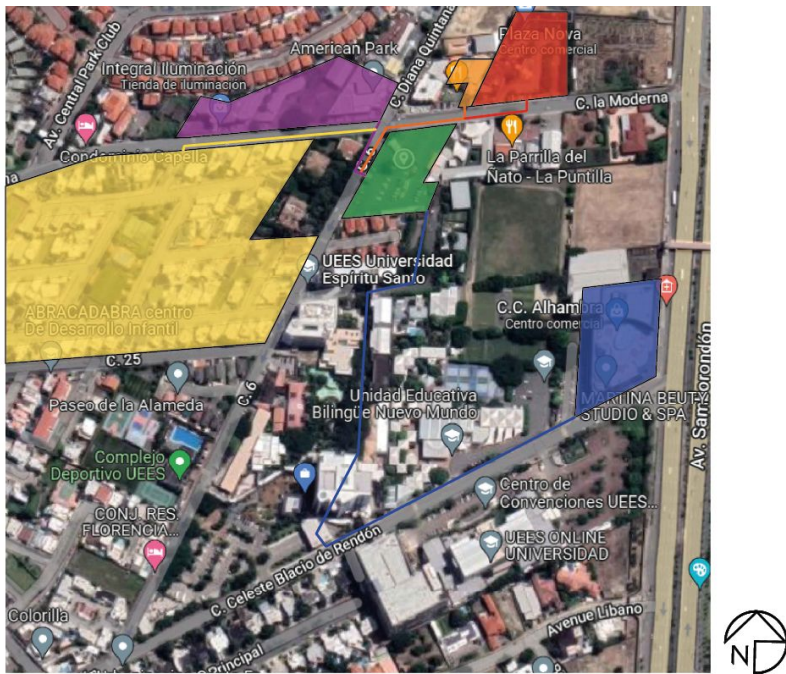 Av. Central Park Club
American Park
C. Diana Quintana
Plaza Nova
Centro comercial
Integral Iluminación
Tienda de iluminación
C. la Moderna
Condominio Capella
na
C. 6
La Parrilla del
Ñato - La Puntilla
UEES Universidad
Espíritu Santo
ABRACADABRA centro
De Desarrollo Infantil
C.C. Alhambra
Centro comercial
C. 25
C. 6
Paseo de la Alameda
Unidad Educativa
Bilingüe Nuevo Mundo
MARTINA BEUTY
STUDIO & SPA
Av. Samborondón
Complejo
Deportivo UEES
Centro de
Convenciones UEES...
CONJ. RES.
FLORENCIA...
UEES ONLINE
UNIVERSIDAD
C. Celeste Blacio de Rendón
Colorilla
Avenue Libano
Principal
N